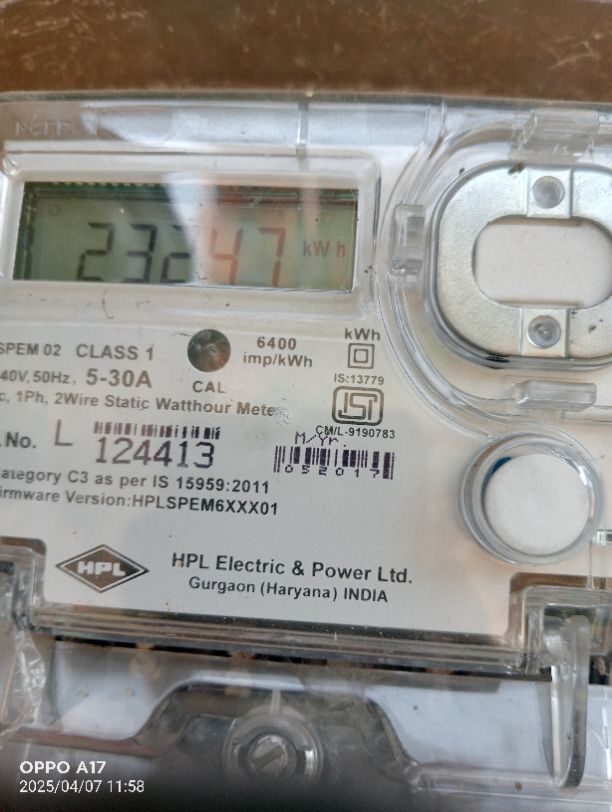 23247 kWh
SPEM 02 CLASS 1
40V, 50Hz, 5-30A
CAL
6400
imp/kWh
kWh
IS:13779
ISI
CM/L-9190783
c, 1Ph, 2Wire Static Watthour Meter
.No. L 124413
M/Yr.
052017
ategory C3 as per IS 15959:2011
irmware Version:HPLSPEM6XXX01
HPL
HPL Electric & Power Ltd.
Gurgaon (Haryana) INDIA
OPPO A17
2025/04/07 11:58